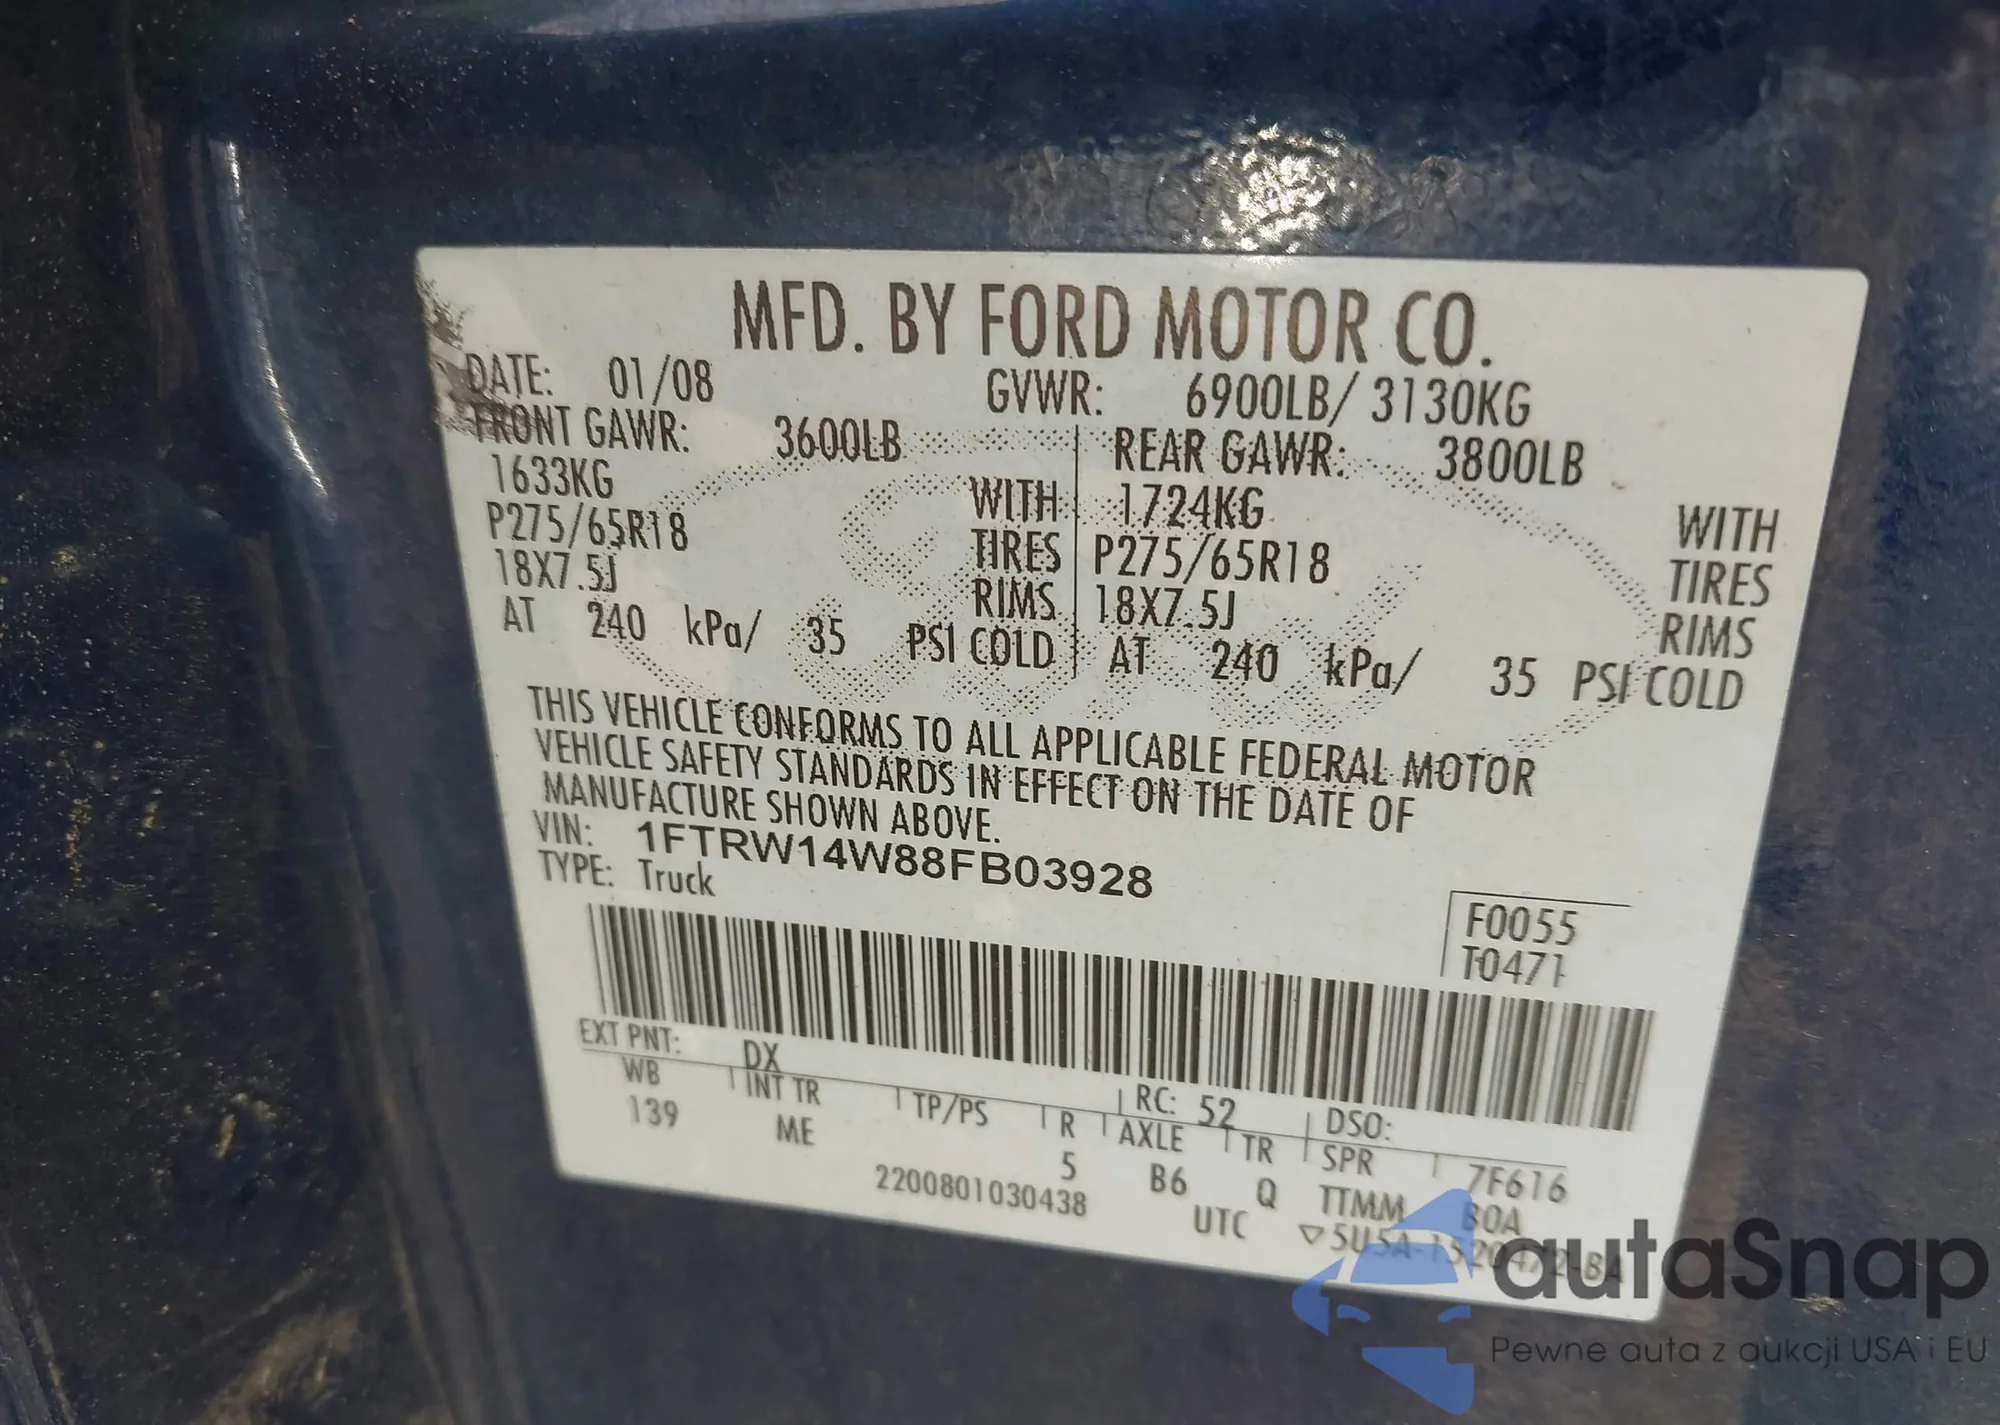 MFD. BY FORD MOTOR CO.
DATE: 01/08 GVWR: 6900LB/ 3130KG
FRONT GAWR: 3600LB REAR GAWR: 3800LB
1633KG WITH 1724KG WITH
P275/65R18 TIRES P275/65R18 TIRES
18X7.5J RIMS 18X7.5J RIMS
AT 240 kPa/ 35 PSI COLD AT 240 kPa/ 35 PSI COLD
THIS VEHICLE CONFORMS TO ALL APPLICABLE FEDERAL MOTOR
VEHICLE SAFETY STANDARDS IN EFFECT ON THE DATE OF
MANUFACTURE SHOWN ABOVE.
VIN: 1FTRW14W88FB03928
TYPE: Truck
F0055
T0471
EXT PNT: DX RC: 52 DSO:
WB INT TR TP/PS R AXLE TR SPR 7F616
139 ME 5 B6 Q TTMM B0A
2200801030438 UTC ▽5U5A-1520472-BA
autaSnap
Pewne auta z aukcji USA i EU